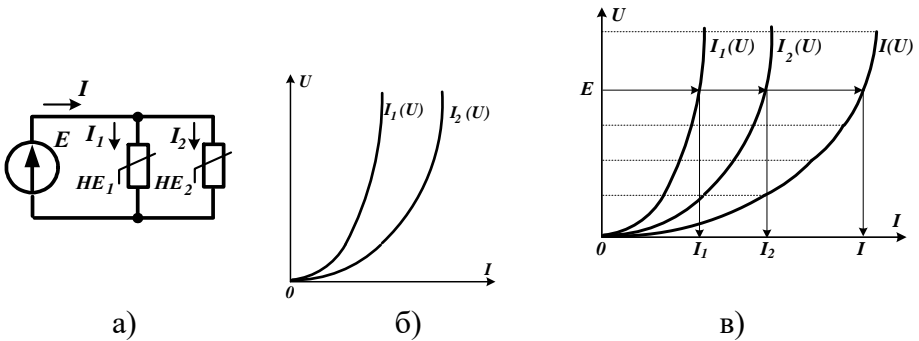 I
E
I1
I2
HE1
HE2
а)
U
I1(U)
I2(U)
I
0
б)
U
I1(U)
I2(U)
I(U)
E
0
I1
I2
I
I
в)